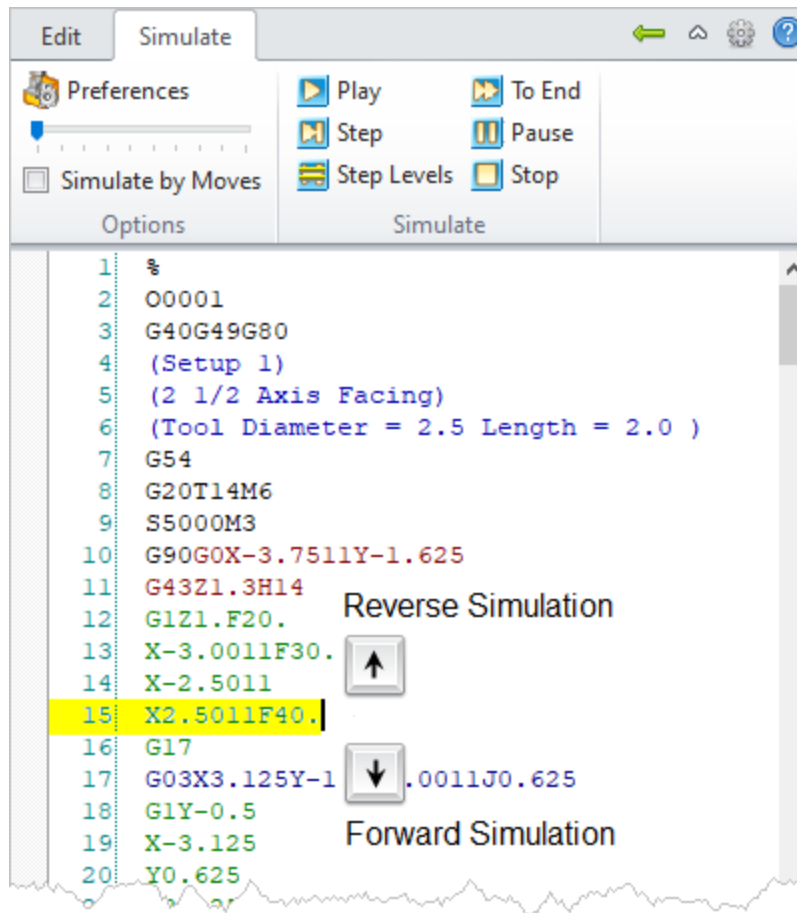 Edit Simulate
Preferences Play To End
Step Pause
Simulate by Moves Step Levels Stop
Options Simulate
1 %
2 O0001
3 G40G49G80
4 (Setup 1)
5 (2 1/2 Axis Facing)
6 (Tool Diameter = 2.5 Length = 2.0 )
7 G54
8 G20T14M6
9 S5000M3
10 G90G0X-3.7511Y-1.625
11 G43Z1.3H14
Reverse Simulation
12 G1Z1.F20.
13 X-3.0011F30.
14 X-2.5011
15 X2.5011F40.
16 G17
17 G03X3.125Y-1 .0011J0.625
18 G1Y-0.5
Forward Simulation
19 X-3.125
20 Y0.625